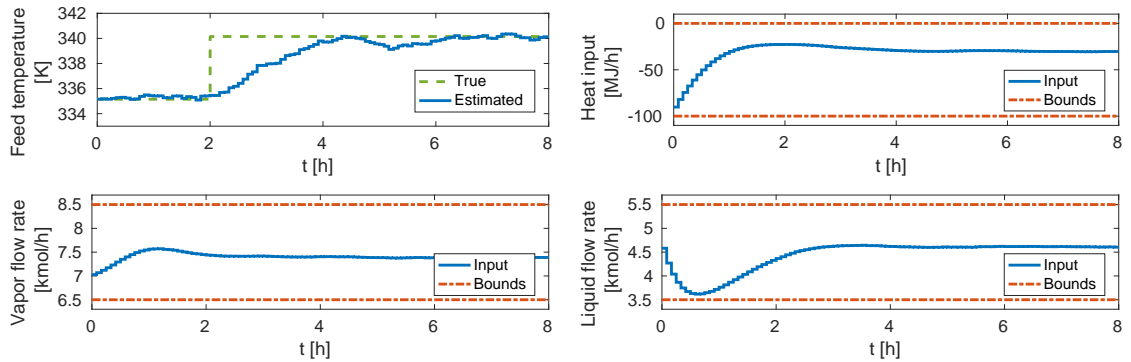 Feed temperature
[K]
342
340
338
336
334
True
Estimated
0
2
4
6
8
t [h]
Heat input
[MJ/h]
0
-50
-100
Input
Bounds
0
2
4
6
8
t [h]
Vapor flow rate
[kmol/h]
8.5
8
7.5
7
6.5
Input
Bounds
0
2
4
6
8
t [h]
Liquid flow rate
[kmol/h]
5.5
5
4.5
4
3.5
Input
Bounds
0
2
4
6
8
t [h]